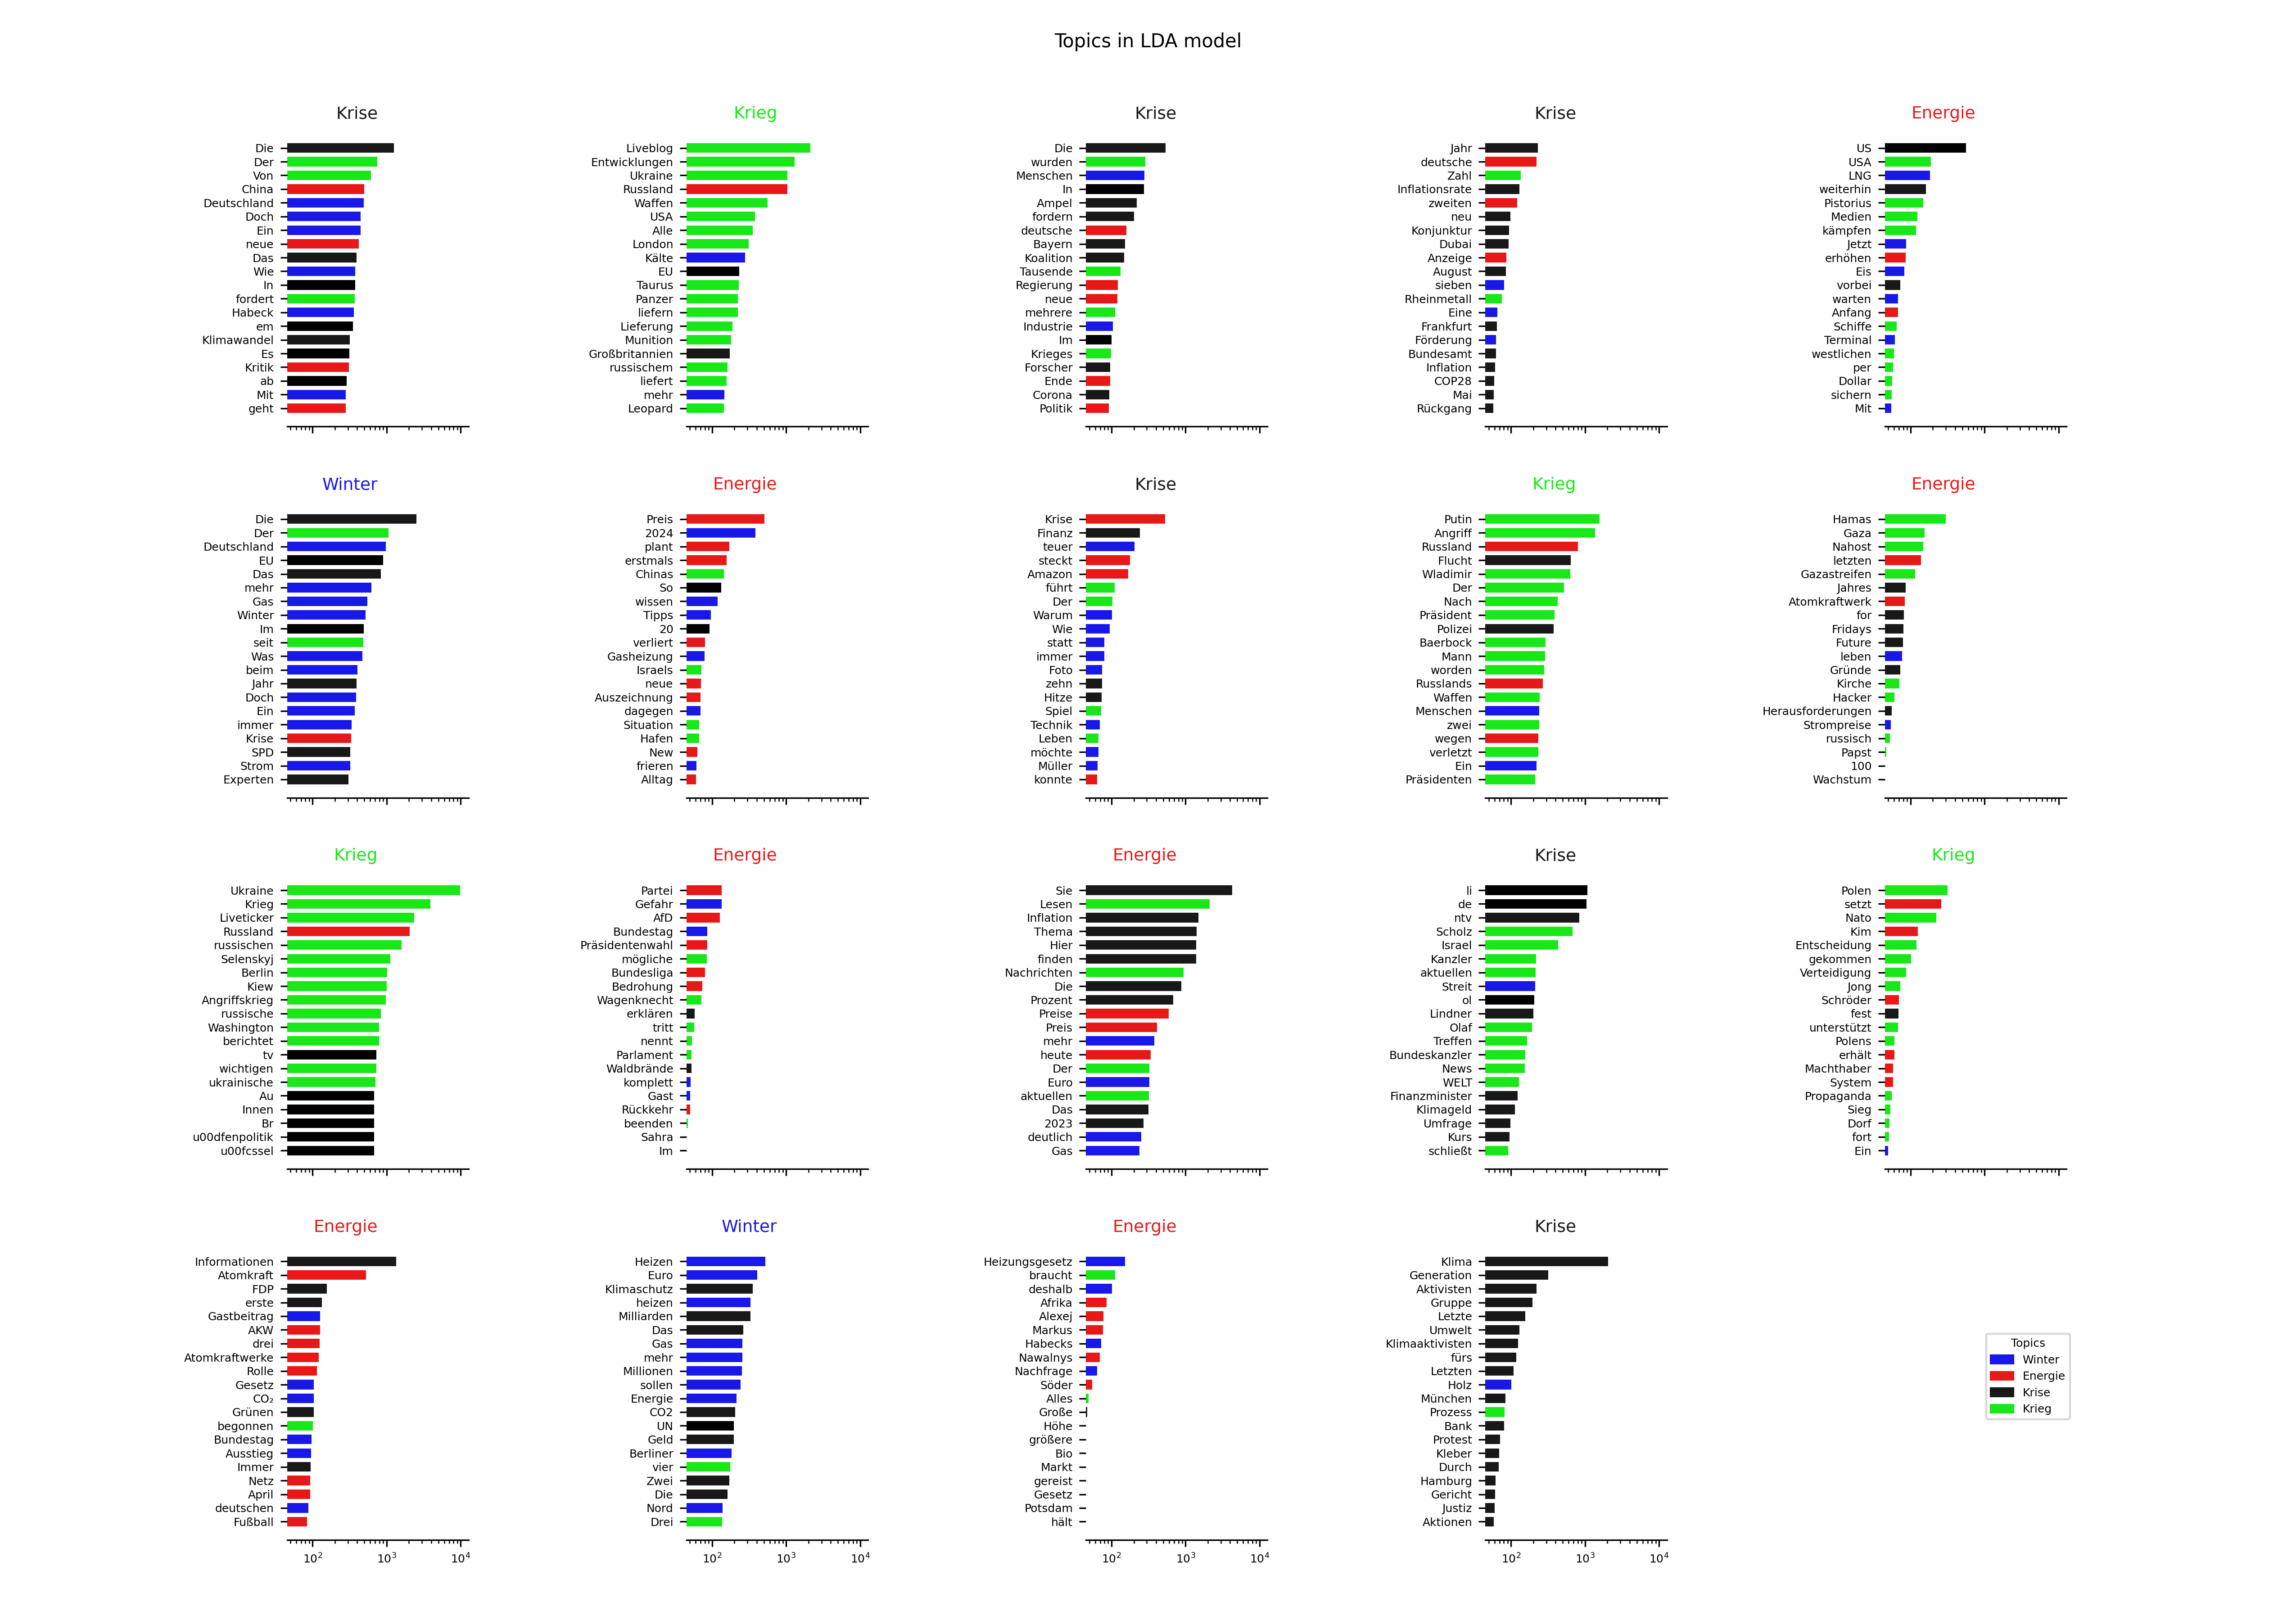 Topics in LDA model
Krise
Die
Der
Von
China
Deutschland
Doch
Ein
neue
Das
Wie
In
fordert
Habeck
em
Klimawandel
Es
Kritik
ab
Mit
geht
Krieg
Liveblog
Entwicklungen
Ukraine
Russland
Waffen
USA
Alle
London
Kälte
EU
Taurus
Panzer
liefern
Lieferung
Munition
Großbritannien
russischem
liefert
mehr
Leopard
Krise
Die
wurden
Menschen
In
Ampel
fordern
deutsche
Bayern
Koalition
Tausende
Regierung
neue
mehrere
Industrie
Im
Krieges
Forscher
Ende
Corona
Politik
Krise
Jahr
deutsche
Zahl
Inflationsrate
zweiten
neu
Konjunktur
Dubai
Anzeige
August
sieben
Rheinmetall
Eine
Frankfurt
Förderung
Bundesamt
Inflation
COP28
Mai
Rückgang
Energie
US
USA
LNG
weiterhin
Pistorius
Medien
kämpfen
Jetzt
erhöhen
Eis
vorbei
warten
Anfang
Schiffe
Terminal
westlichen
per
Dollar
sichern
Mit
Winter
Die
Der
Deutschland
EU
Das
mehr
Gas
Winter
Im
seit
Was
beim
Jahr
Doch
Ein
immer
Krise
SPD
Strom
Experten
Energie
Preis
2024
plant
erstmals
Chinas
So
wissen
Tipps
20
verliert
Gasheizung
Israels
neue
Auszeichnung
dagegen
Situation
Hafen
New
frieren
Alltag
Krise
Krise
Finanz
teuer
steckt
Amazon
führt
Der
Warum
Wie
statt
immer
Foto
zehn
Hitze
Spiel
Technik
Leben
möchte
Müller
konnte
Krieg
Putin
Angriff
Russland
Flucht
Wladimir
Der
Nach
Präsident
Polizei
Baerbock
Mann
worden
Russlands
Waffen
Menschen
zwei
wegen
verletzt
Ein
Präsidenten
Energie
Hamas
Gaza
Nahost
letzten
Gazastreifen
Jahres
Atomkraftwerk
for
Fridays
Future
leben
Gründe
Kirche
Hacker
Herausforderungen
Strompreise
russisch
Papst
100
Wachstum
Krieg
Ukraine
Krieg
Liveticker
Russland
russischen
Selenskyj
Berlin
Kiew
Angriffskrieg
russische
Washington
berichtet
tv
wichtigen
ukrainische
Au
Innen
Br
u00dfenpolitik
u00fcssel
Energie
Partei
Gefahr
AfD
Bundestag
Präsidentenwahl
mögliche
Bundesliga
Bedrohung
Wagenknecht
erklären
tritt
nennt
Parlament
Waldbrände
komplett
Gast
Rückkehr
beenden
Sahra
Im
Energie
Sie
Lesen
Inflation
Thema
Hier
finden
Nachrichten
Die
Prozent
Preise
Preis
mehr
heute
Der
Euro
aktuellen
Das
2023
deutlich
Gas
Krise
li
de
ntv
Scholz
Israel
Kanzler
aktuellen
Streit
ol
Lindner
Olaf
Treffen
Bundeskanzler
News
WELT
Finanzminister
Klimageld
Umfrage
Kurs
schließt
Krieg
Polen
setzt
Nato
Kim
Entscheidung
gekommen
Verteidigung
Jong
Schröder
fest
unterstützt
Polens
erhält
Machthaber
System
Propaganda
Sieg
Dorf
fort
Ein
Energie
Informationen
Atomkraft
FDP
erste
Gastbeitrag
AKW
drei
Atomkraftwerke
Rolle
Gesetz
CO₂
Grünen
begonnen
Bundestag
Ausstieg
Immer
Netz
April
deutschen
Fußball
10² 10³ 10⁴
Winter
Heizen
Euro
Klimaschutz
heizen
Milliarden
Das
Gas
mehr
Millionen
sollen
Energie
CO2
UN
Geld
Berliner
vier
Zwei
Die
Nord
Drei
10² 10³ 10⁴
Energie
Heizungsgesetz
braucht
deshalb
Afrika
Alexej
Markus
Habecks
Nawalnys
Nachfrage
Söder
Alles
Große
Höhe
größere
Bio
Markt
gereist
Gesetz
Potsdam
hält
10² 10³ 10⁴
Krise
Klima
Generation
Aktivisten
Gruppe
Letzte
Umwelt
Klimaaktivisten
fürs
Letzten
Holz
München
Prozess
Bank
Protest
Kleber
Durch
Hamburg
Gericht
Justiz
Aktionen
10² 10³ 10⁴
Topics
Winter
Energie
Krise
Krieg